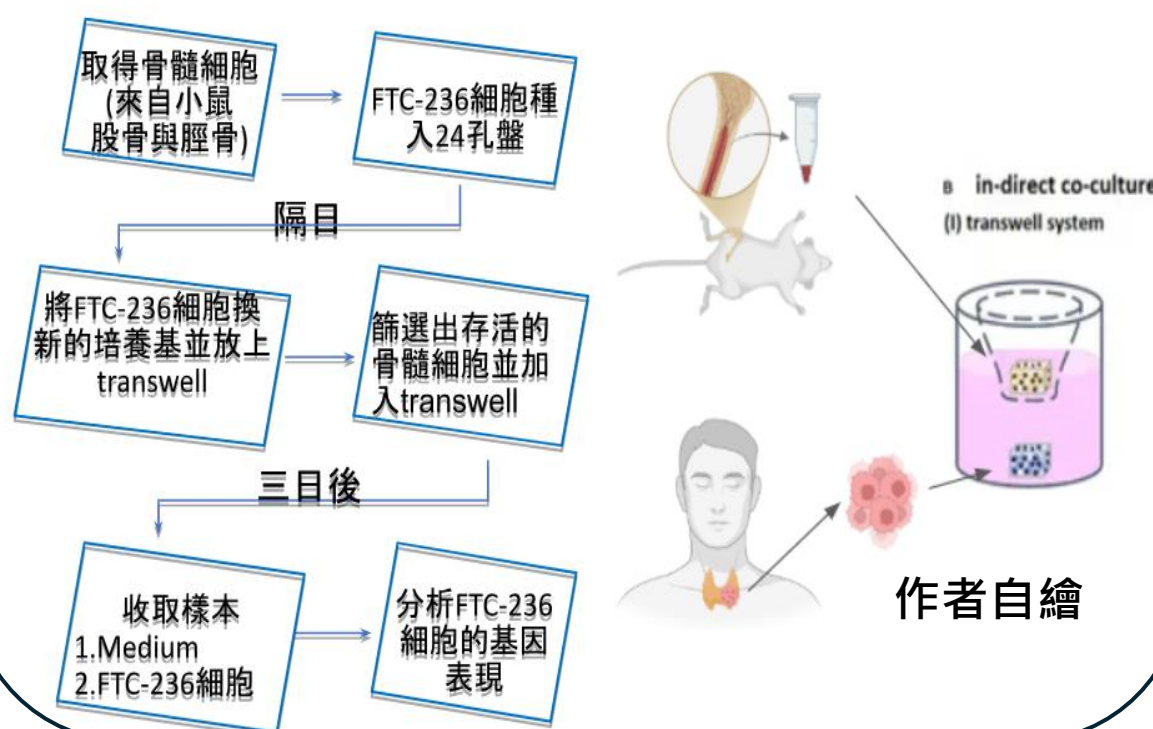 取得骨髓細胞
(來自小鼠
股骨與脛骨)
FTC-236細胞種
入24孔盤
隔日
將FTC-236細胞換
新的培養基並放上
transwell
篩選出存活的
骨髓細胞並加
入transwell
三日後
收取樣本
1.Medium
2.FTC-236細胞
分析FTC-236
細胞的基因
表現
B in-direct co-culture
(I) transwell system
作者自繪